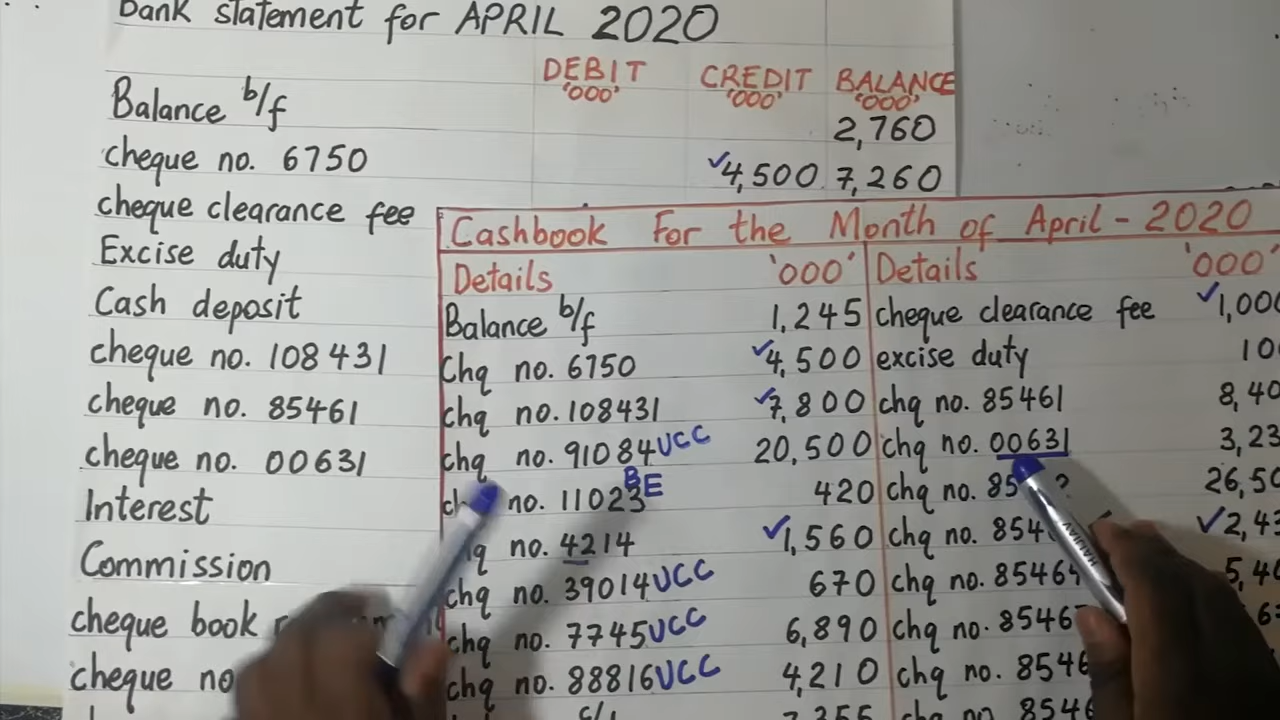 Bank statement for APRIL 2020
DEBIT CREDIT BALANCE
'000' '000' '000'
Balance b/f 2,760
cheque no. 6750 ✓4,500 7,260
cheque clearance fee
Excise duty
Cash deposit
cheque no. 108431
cheque no. 85461
cheque no. 00631
Interest
Commission
cheque book
cheque no
Cashbook For the Month of April - 2020
Details '000' Details '000'
Balance b/f 1,245 cheque clearance fee ✓1,000
Chq no. 6750 ✓4,500 excise duty 10
chq no. 108431 ✓7,800 chq no. 85461 8,40
chq no. 91084 UCC 20,500 chq no. 00631 3,23
no. 11023 BE 420 chq no. 85 26,50
no. 4214 ✓1,560 chq no. 854 ✓2,43
chq no. 39014 UCC 670 chq no. 85464 5,40
chq no. 7745 UCC 6,890 chq no. 8546
chq no. 88816 UCC 4,210 chq no. 8546
c/ chq no. 8546